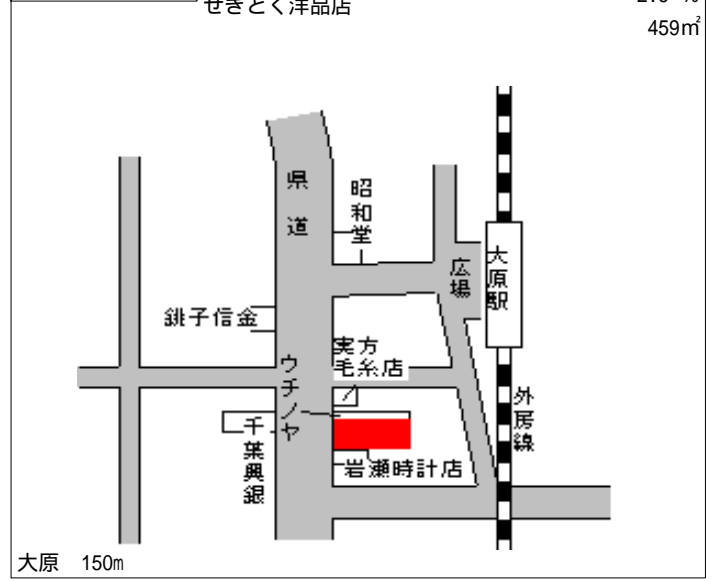 せきとく洋品店
459㎡
県道
昭和堂
広場
大原駅
銚子信金
実方
毛糸店
ウチノヤ
外房線
千葉興銀
岩瀬時計店
大原 150m